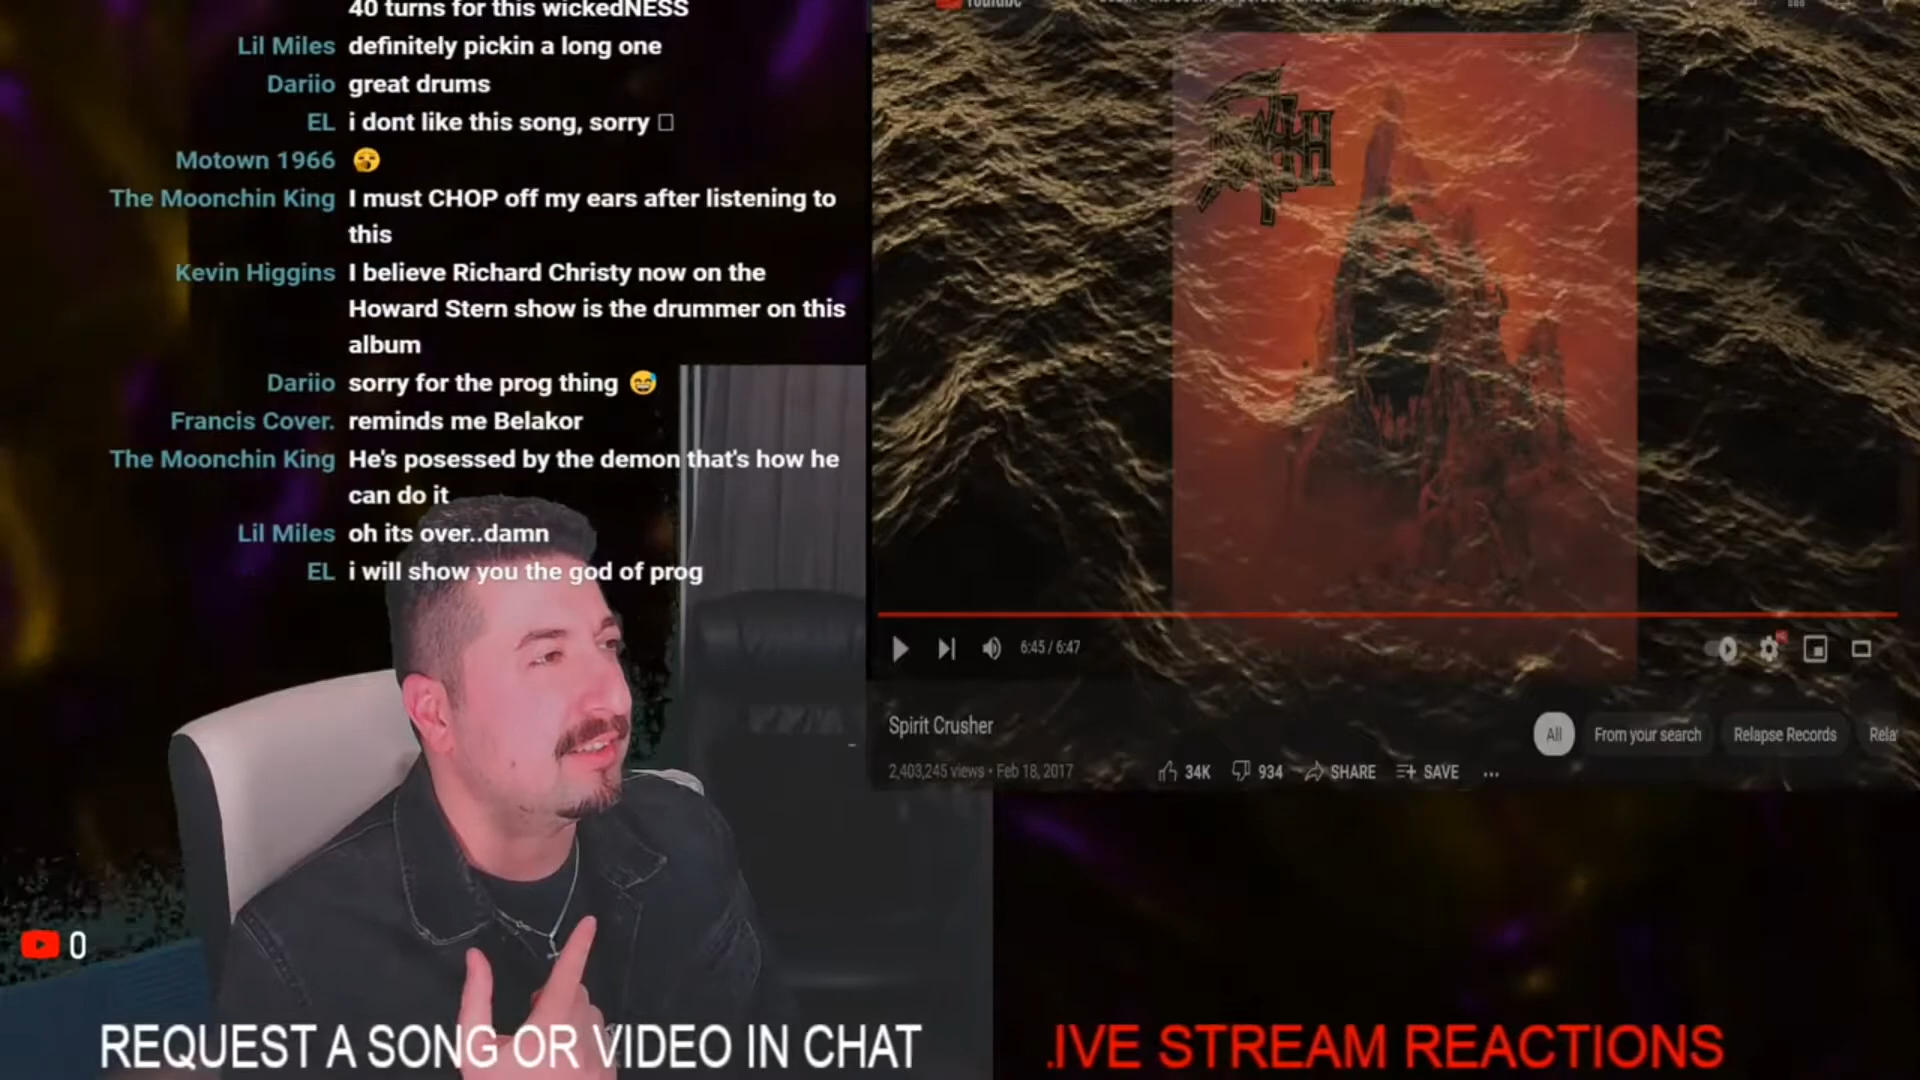 40 turns for this wickedNESS
Lil Miles definitely pickin a long one
Dariio great drums
EL i dont like this song, sorry
Motown 1966
The Moonchin King I must CHOP off my ears after listening to
this
Kevin Higgins I believe Richard Christy now on the
Howard Stern show is the drummer on this
album
Dariio sorry for the prog thing
Francis Cover. reminds me Belakor
The Moonchin King He's posessed by the demon that's how he
can do it
Lil Miles oh its over..damn
EL i will show you the god of prog
YouTube
Death
6:45 / 6:47
Spirit Crusher
2,403,245 views • Feb 18, 2017
34K 934 SHARE SAVE ...
All From your search Relapse Records Rela
0
REQUEST A SONG OR VIDEO IN CHAT
.IVE STREAM REACTIONS